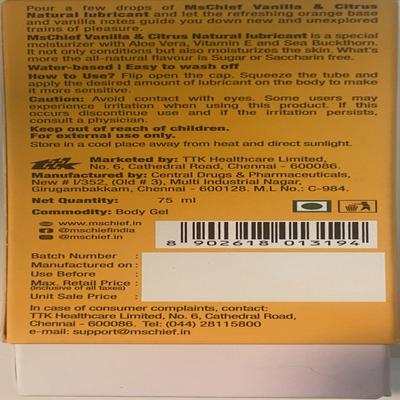 Pour a few drops of MsChief Vanilla & Citrus
Natural lubricant and let the refreshing orange base
and vanilla notes guide you down new and unexplored
trains of pleasure.
MsChief Vanilla & Citrus Natural lubricant is a special
moisturizer with Aloe Vera, Vitamin E and Sea Buckthorn.
It not only conditions but also moisturizes the skin. What's
more the all-natural flavour is Sugar or Saccharin free.
Water-based | Easy to wash off
How to Use? Flip open the cap. Squeeze the tube and
apply the desired amount of lubricant on the body to make
it more sensitive.
Caution: Avoid contact with eyes. Some users may
experience irritation when using this product. If this
occurs discontinue use and if the irritation persists,
consult a physician.
Keep out of reach of children.
For external use only.
Store in a cool place away from heat and direct sunlight.
ttk Marketed by: TTK Healthcare Limited,
No. 6, Cathedral Road, Chennai - 600086.
Manufactured by: Central Drugs & Pharmaceuticals,
New # I/352, (Old # 3), Multi Industrial Nagar,
Girugambakkam, Chennai - 600128. M.L No.: C-984.
Net Quantity: 75 ml
Commodity: Body Gel
www.mschief.in
@mschiefindia
@mschief.in
8 902618 013194
Batch Number :
Manufactured on :
Use Before :
Max. Retail Price :
(Inclusive of all taxes)
Unit Sale Price :
In case of consumer complaints, contact:
TTK Healthcare Limited, No. 6, Cathedral Road,
Chennai - 600086. Tel: (044) 28115800
e-mail: support@mschief.in